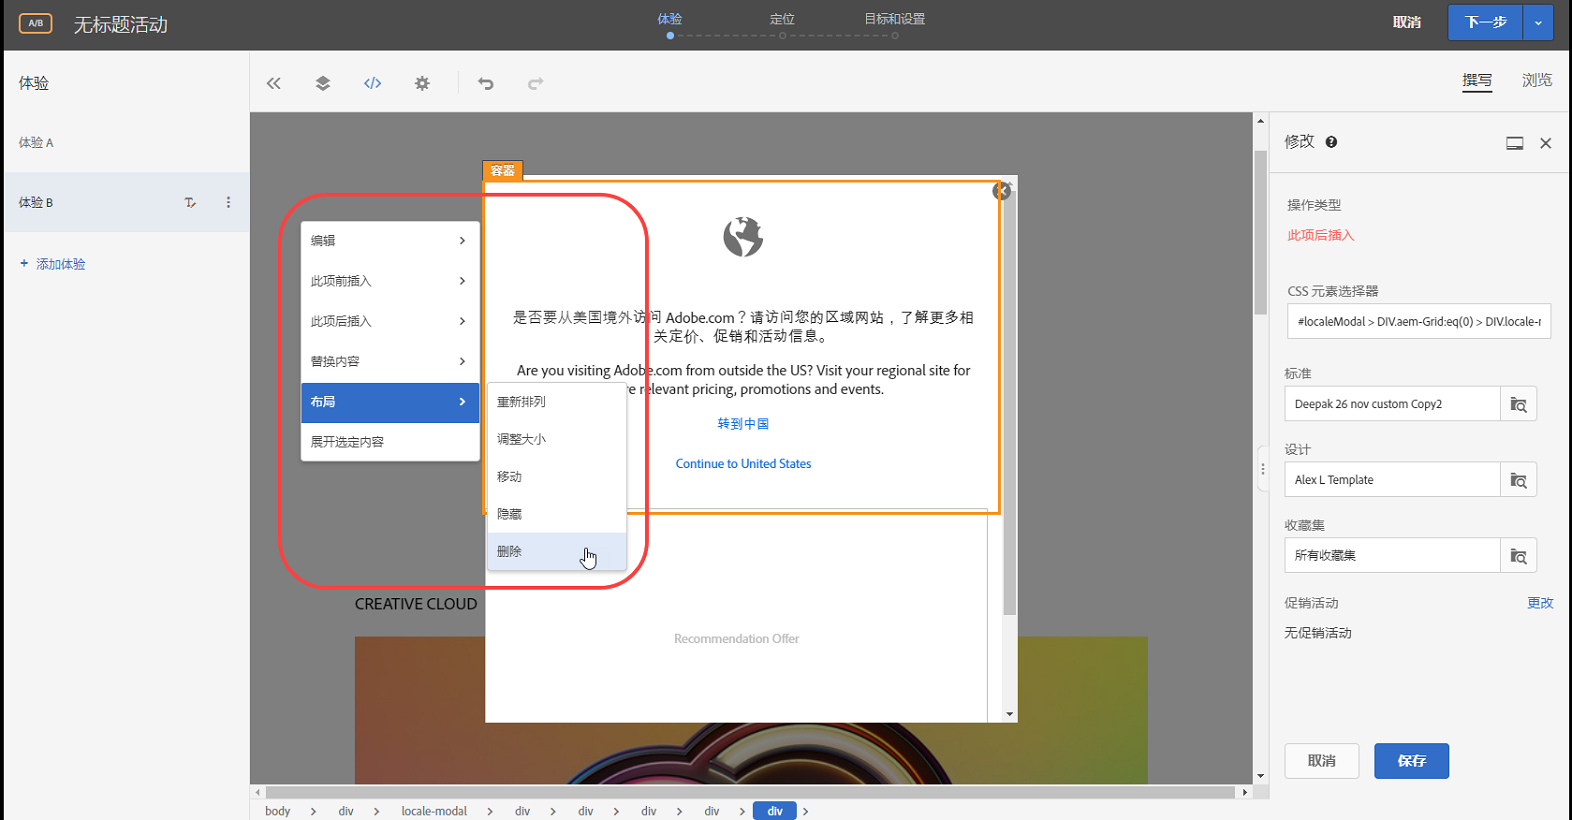 A/B
无标题活动
体验
定位
目标和设置
取消
下一步
体验
体验 A
体验 B
+ 添加体验
撰写
浏览
容器
编辑
此项前插入
此项后插入
替换内容
布局
展开选定内容
重新排列
调整大小
移动
隐藏
删除
是否要从美国境外访问 Adobe.com？请访问您的区域网站，了解更多相
关定价、促销和活动信息。
Are you visiting Adobe.com from outside the US? Visit your regional site for
re relevant pricing, promotions and events.
转到中国
Continue to United States
Recommendation Offer
CREATIVE CLOUD
修改
操作类型
此项后插入
CSS 元素选择器
#localeModal > DIV.aem-Grid:eq(0) > DIV.locale-r
标准
Deepak 26 nov custom Copy2
设计
Alex L Template
收藏集
所有收藏集
促销活动
更改
无促销活动
取消
保存
body > div > locale-modal > div > div > div > div > div >